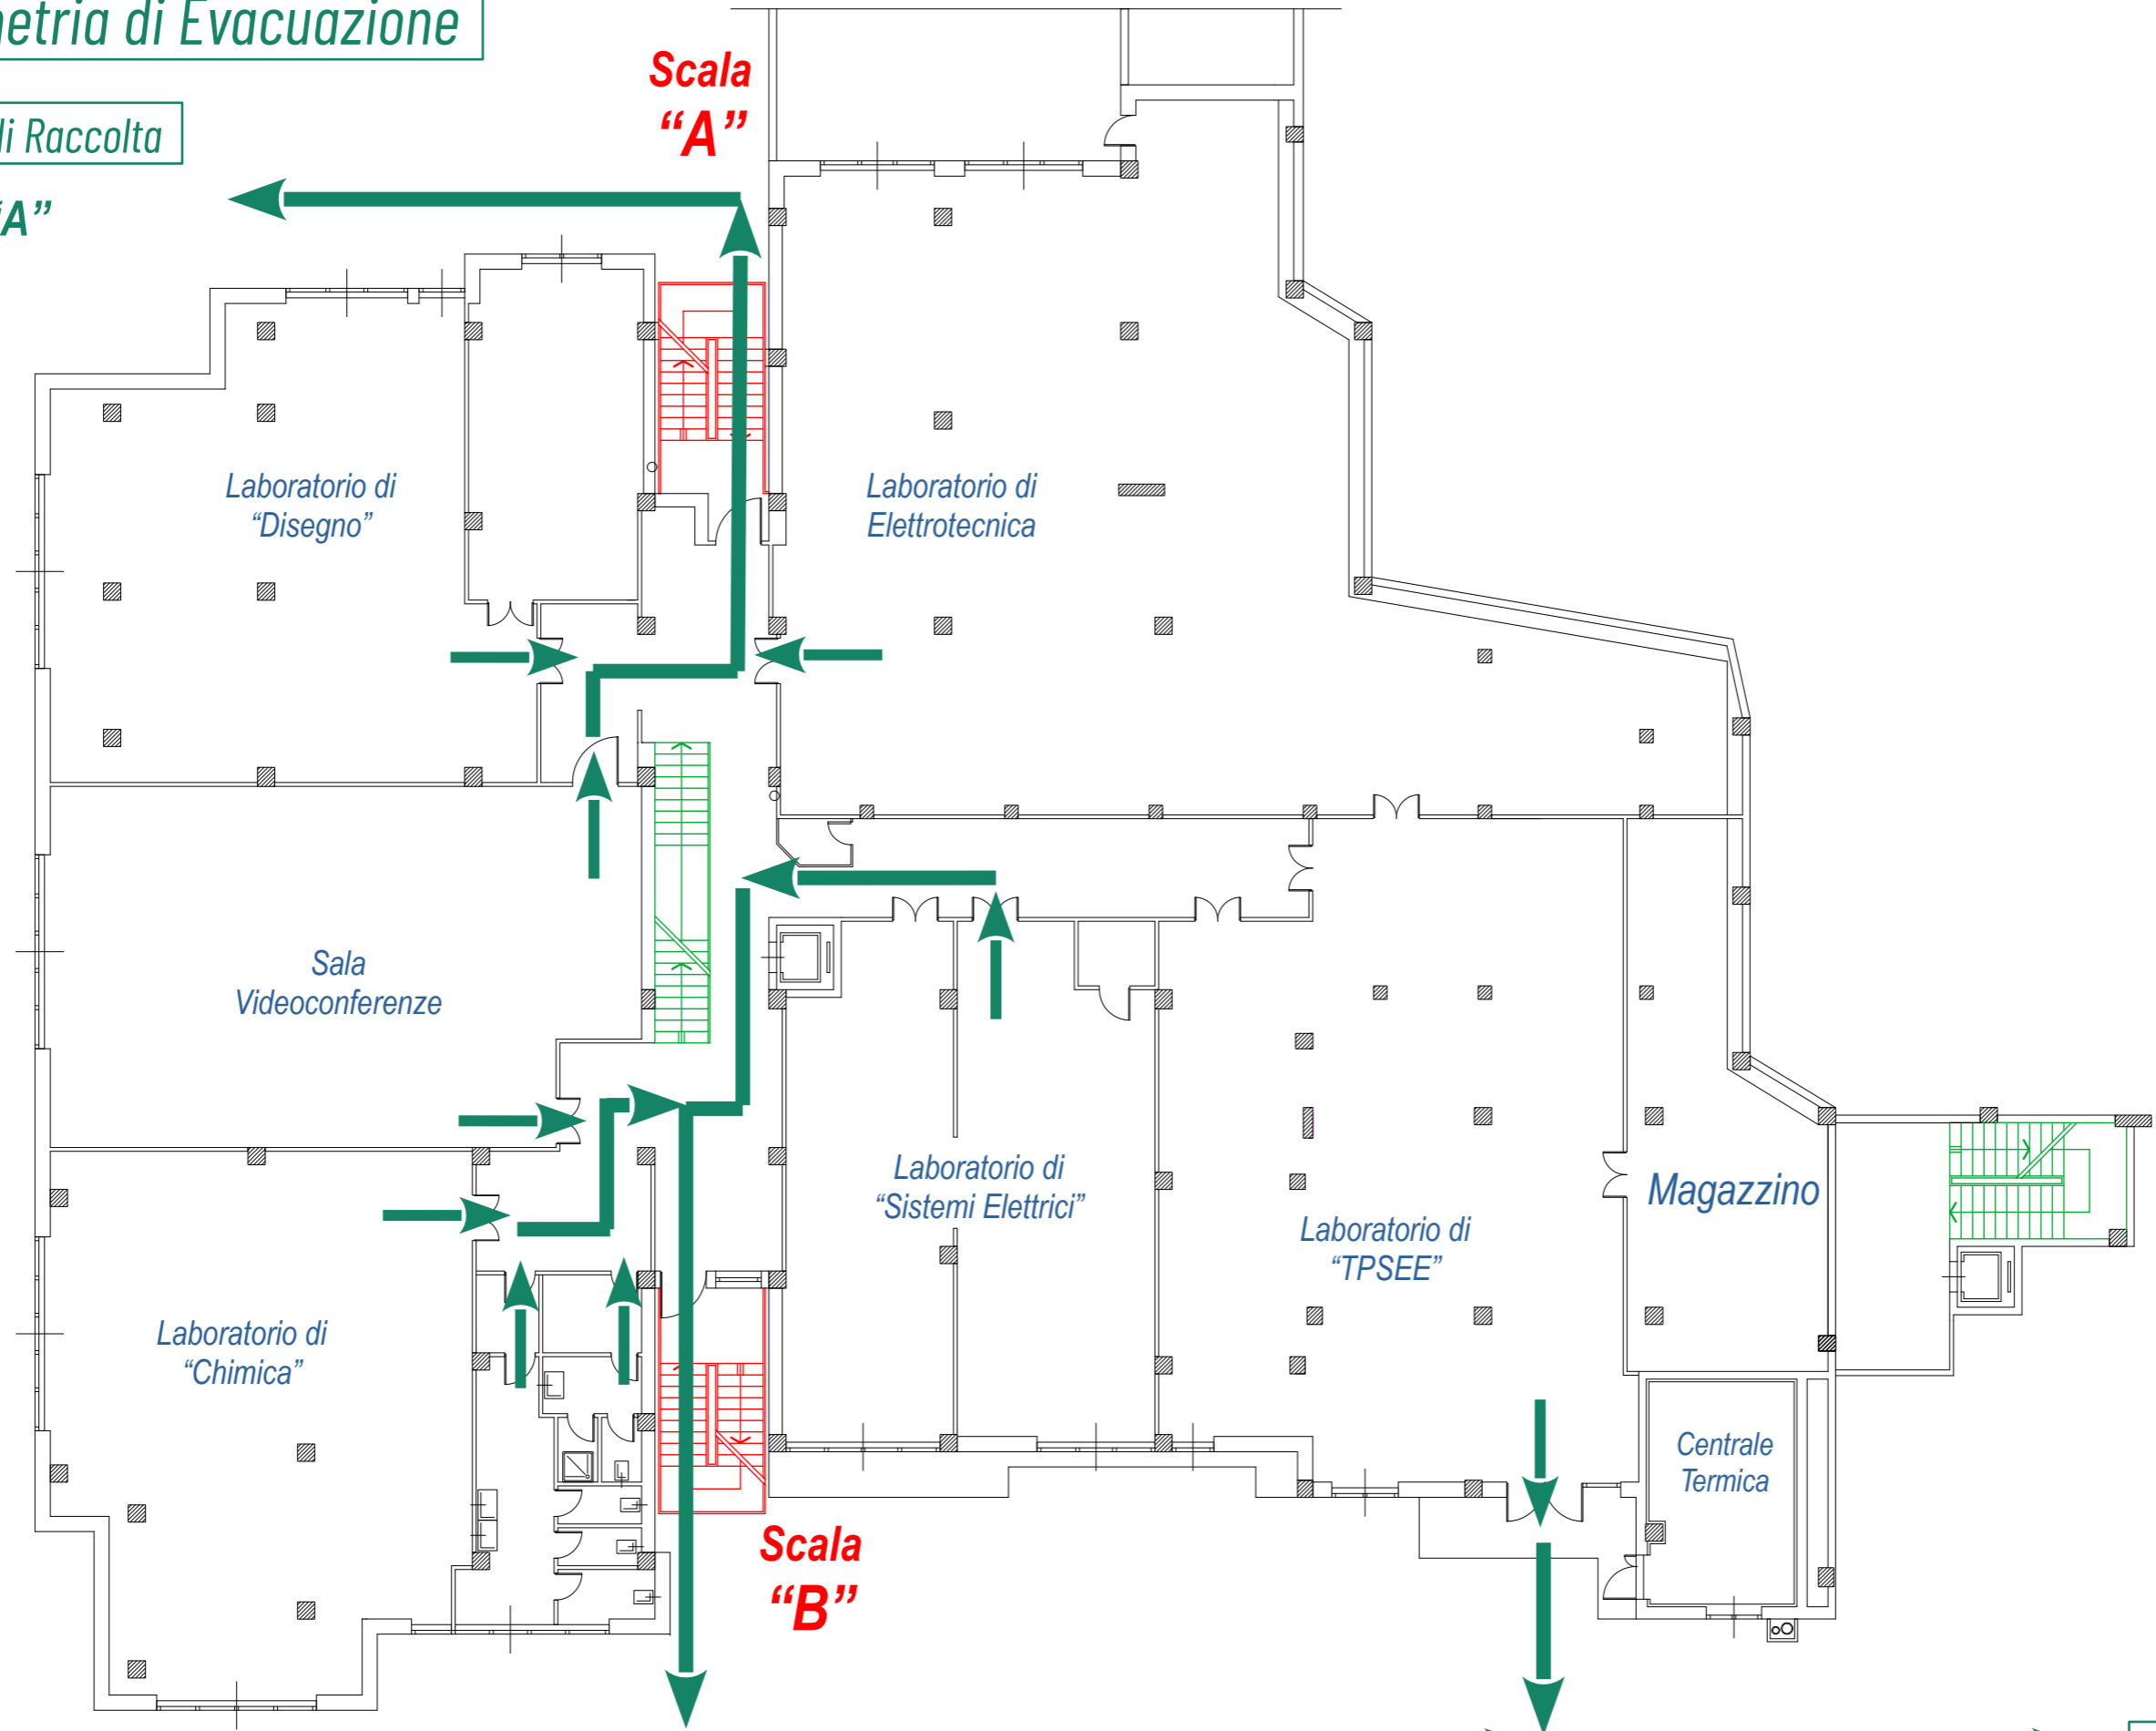 di Evacuazione
Scala
“A”
di Raccolta
“A”
Laboratorio di
“Disegno”
Laboratorio di
Elettrotecnica
Sala
Videoconferenze
Laboratorio di
“Sistemi Elettrici”
Magazzino
Laboratorio di
“TPSEE”
Laboratorio di
“Chimica”
Centrale
Termica
Scala
“B”